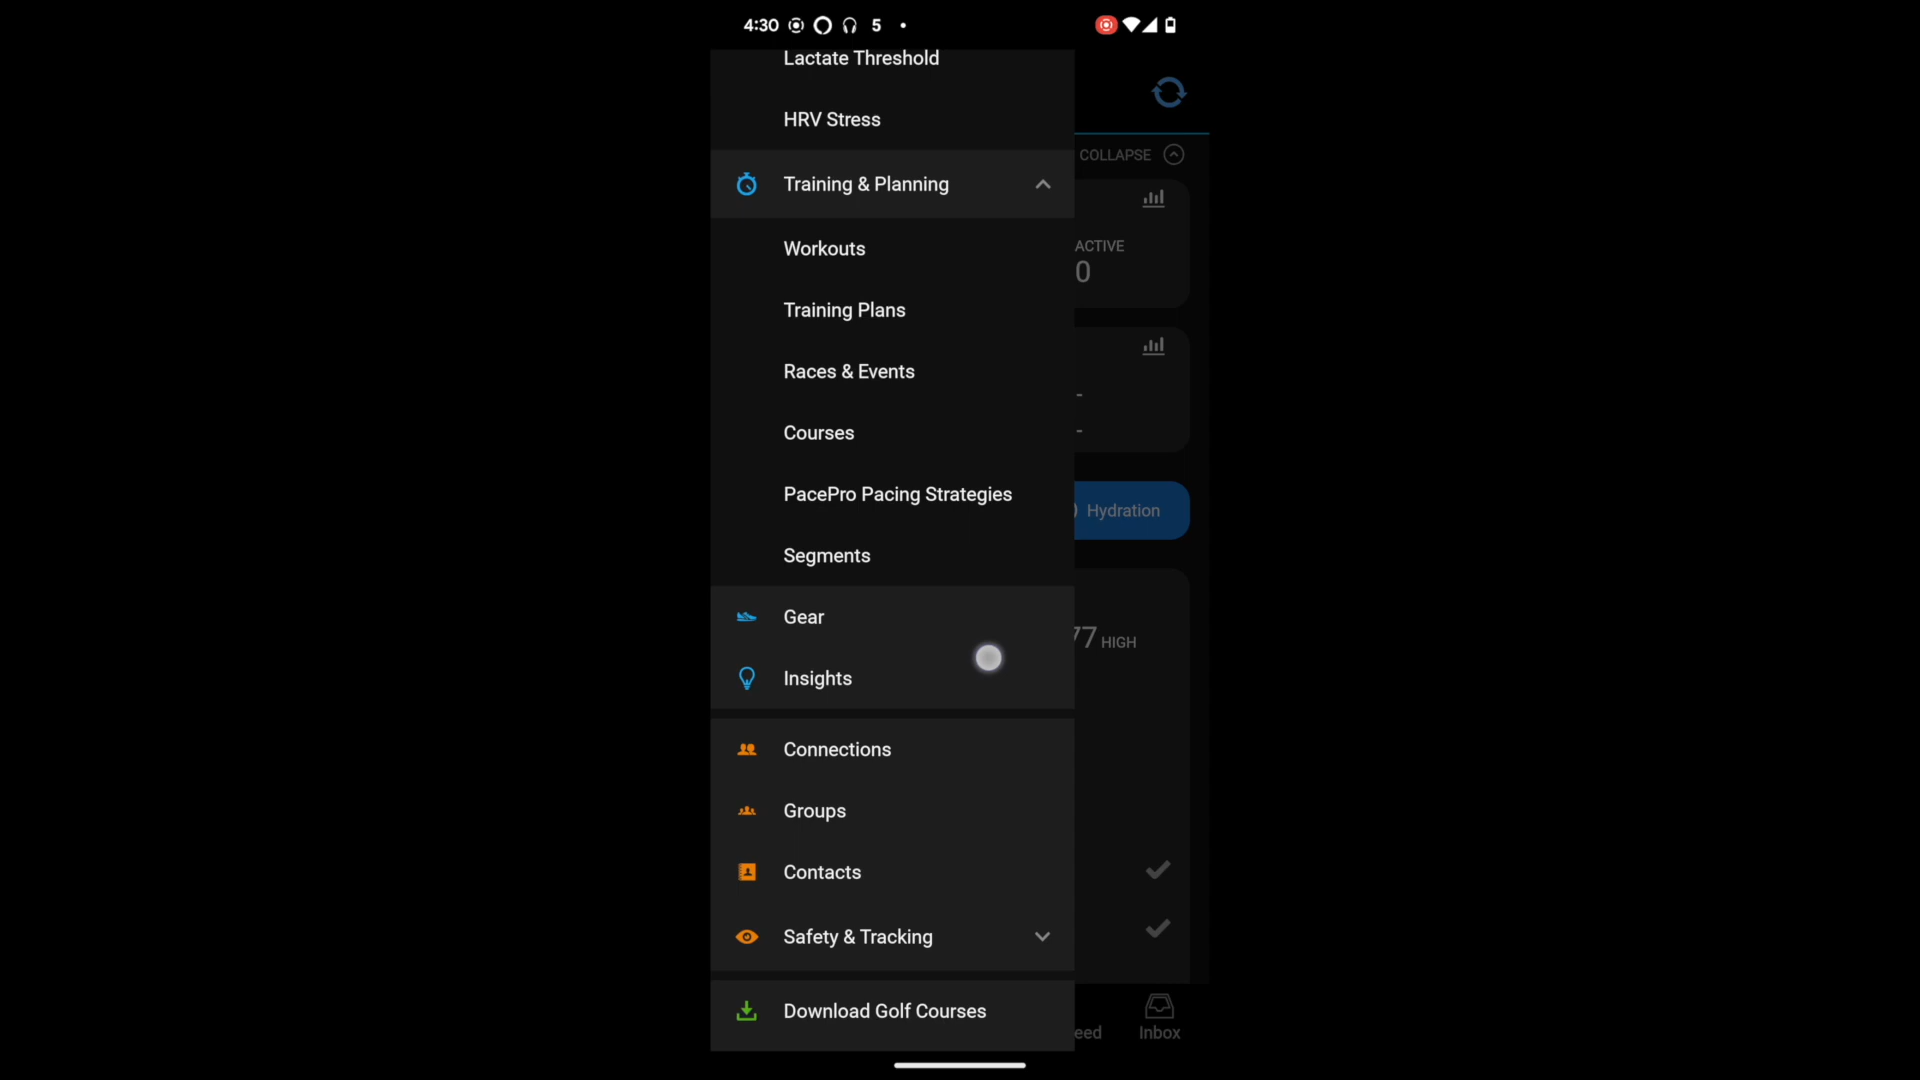 4:30 5
Lactate Threshold
HRV Stress
COLLAPSE
Training & Planning
ACTIVE
0
Workouts
Training Plans
Races & Events
Courses
PacePro Pacing Strategies
Hydration
Segments
Gear
77 HIGH
Insights
Connections
Groups
Contacts
Safety & Tracking
Download Golf Courses
eed
Inbox